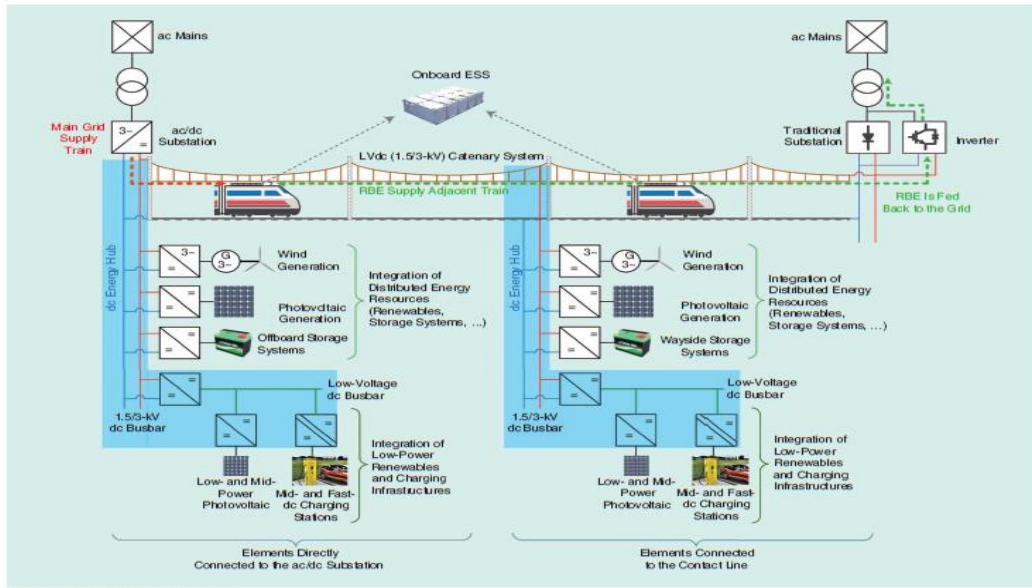 ac Mains
ac Mains
Onboard ESS
Main Grid
Supply
Train
3~
=
ac/dc
Substation
Traditional
Substation
Inverter
LVdc (1.5/3-kV) Catenary System
RBE Supply Adjacent Train
RBE Is Fed
Back to the Grid
dc Energy Hub
3~
=
G
3~
Wind
Generation
=
=
Photovdtaic
Generation
=
=
Offboard Storage
Systems
Integration of
Distributed Energy
Resources
(Renewables,
Storage Systems, ...)
=
=
Low-Voltage
dc Busbar
1.5/3-kV
dc Busbar
=
=
=
=
Low- and Mid-
Power
Photovoltaic
Mid- and Fast-
dc Charging
Stations
Integration of
Low-Power
Renewables
and Charging
Infrastructures
Elements Directly
Connected to the ac/dc Substation
dc Energy Hub
3~
=
G
3~
Wind
Generation
=
=
Photovoltaic
Generation
=
=
Wayside Storage
Systems
Integration of
Distributed Energy
Resources
(Renewables,
Storage Systems, ...)
=
=
Low-Voltage
dc Busbar
1.5/3-kV
dc Busbar
=
=
=
=
Low- and Mid-
Power
Photovoltaic
Mid- and Fast-
dc Charging
Stations
Integration of
Low-Power
Renewables
and Charging
Infrastructures
Elements Connected
to the Contact Line